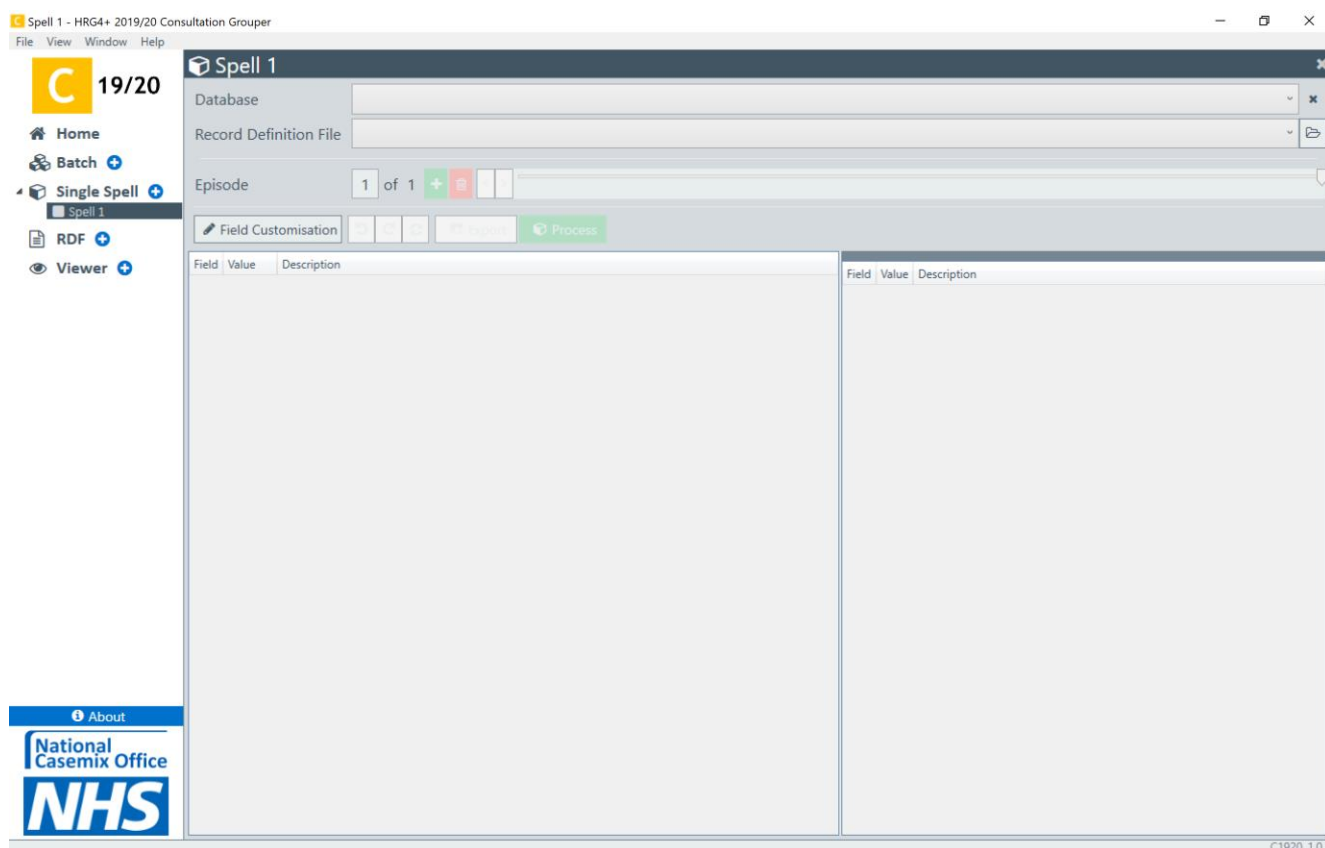 C Spell 1 - HRG4+ 2019/20 Consultation Grouper
File View Window Help
C 19/20
Home
Batch
Single Spell
Spell 1
RDF
Viewer
Spell 1
Database
Record Definition File
Episode 1 of 1
Field Customisation Export Process
Field Value Description
Field Value Description
About
National
Casemix Office
NHS
C1920_1.0